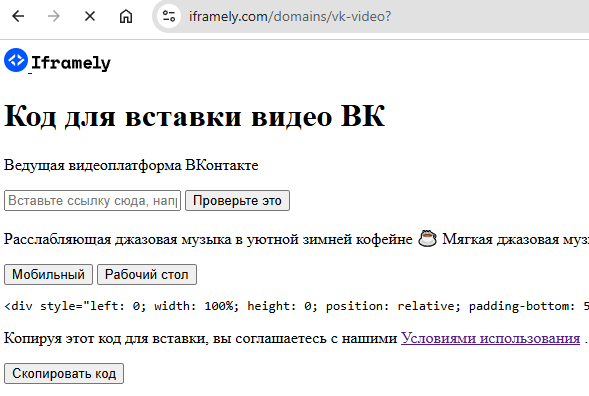 iframely.com/domains/vk-video?
Iframely
Код для вставки видео ВК
Ведущая видеоплатформа ВКонтакте
Вставьте ссылку сюда, нап Проверьте это
Расслабляющая джазовая музыка в уютной зимней кофейне ☕ Мягкая джазовая муз
Мобильный Рабочий стол
<div style="left: 0; width: 100%; height: 0; position: relative; padding-bottom: 5
Копируя этот код для вставки, вы соглашаетесь с нашими Условиями использования .
Скопировать код